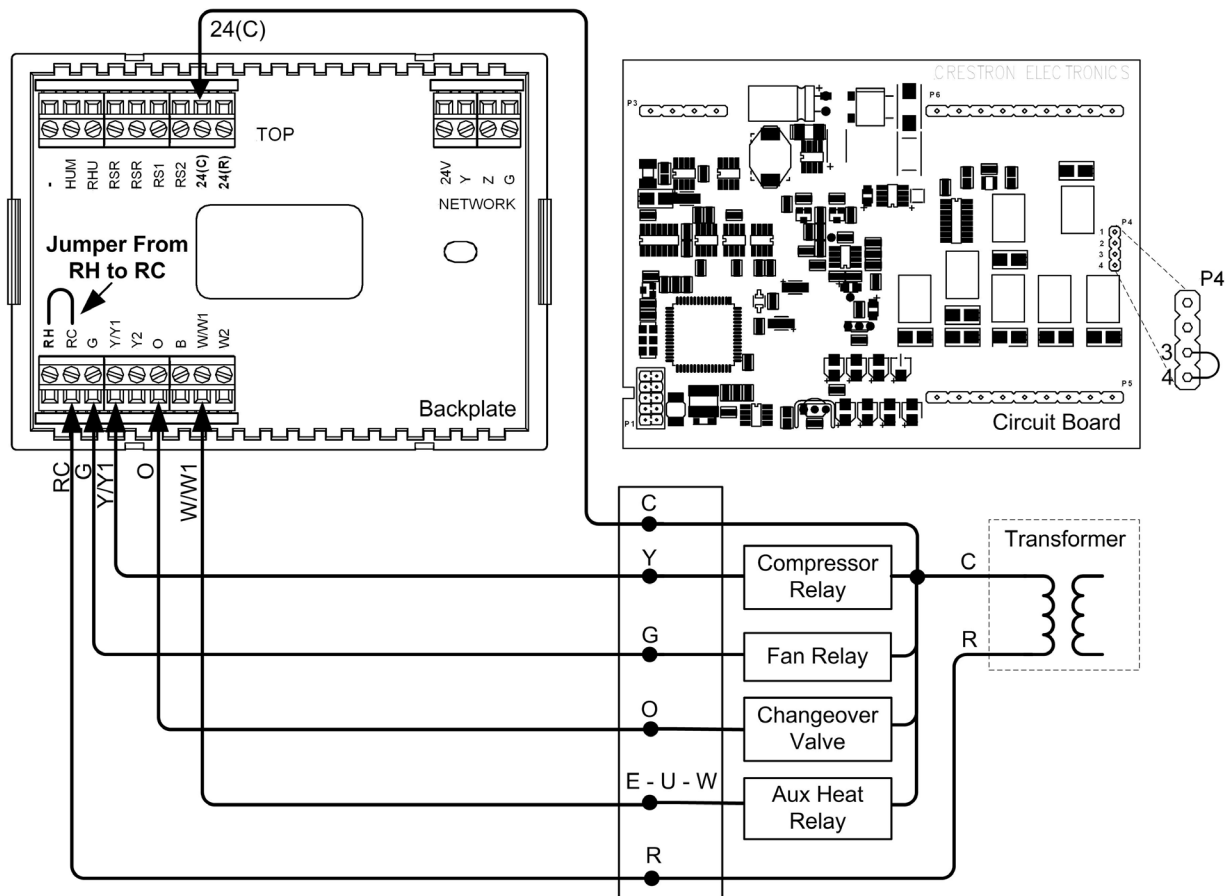 24(C)
CRESTRON ELECTRONICS
P3
P6
TOP
-
HUM
RHU
RSR
RSR
RS1
RS2
24(C)
24(R)
24V
Y
Z
G
NETWORK
Jumper From
RH to RC
P4
1
2
3
4
P4
3
4
RH
RC
G
Y/Y1
Y2
O
B
W/W1
W2
Backplate
P1
P5
Circuit Board
RC
G
Y/Y1
O
W/W1
C
Y
G
O
E - U - W
R
Compressor
Relay
Fan Relay
Changeover
Valve
Aux Heat
Relay
C
R
Transformer